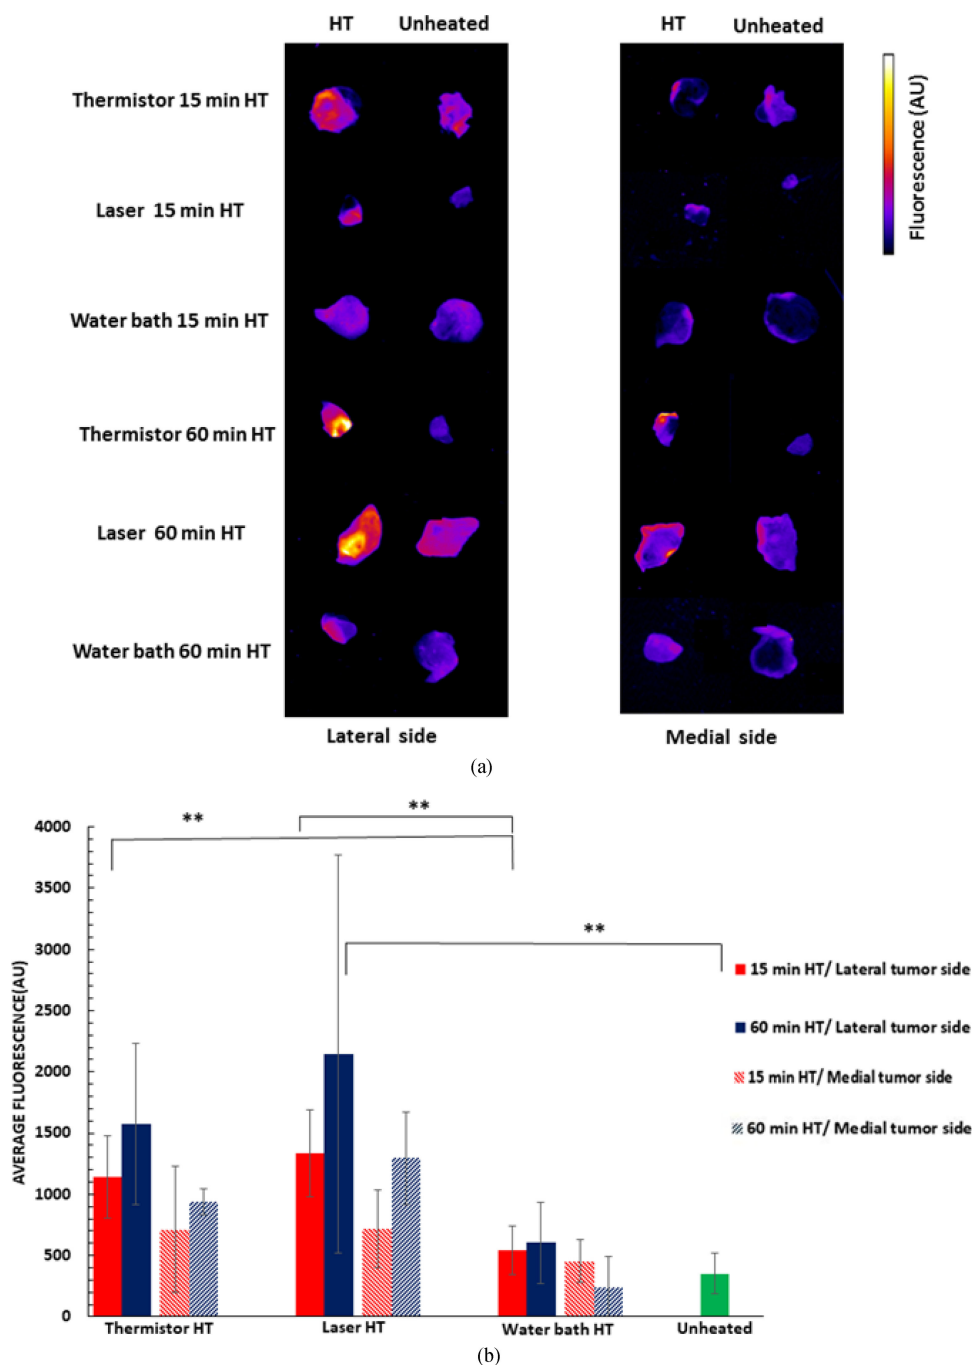 HT Unheated HT Unheated
Thermistor 15 min HT
Laser 15 min HT
Water bath 15 min HT
Thermistor 60 min HT
Laser 60 min HT
Water bath 60 min HT
Fluorescence (AU)
Lateral side Medial side
(a)
** **
**
4000
3500
3000
2500
2000
1500
1000
500
0
AVERAGE FLUORESCENCE(AU)
15 min HT/ Lateral tumor side
60 min HT/ Lateral tumor side
15 min HT/ Medial tumor side
60 min HT/ Medial tumor side
Thermistor HT Laser HT Water bath HT Unheated
(b)